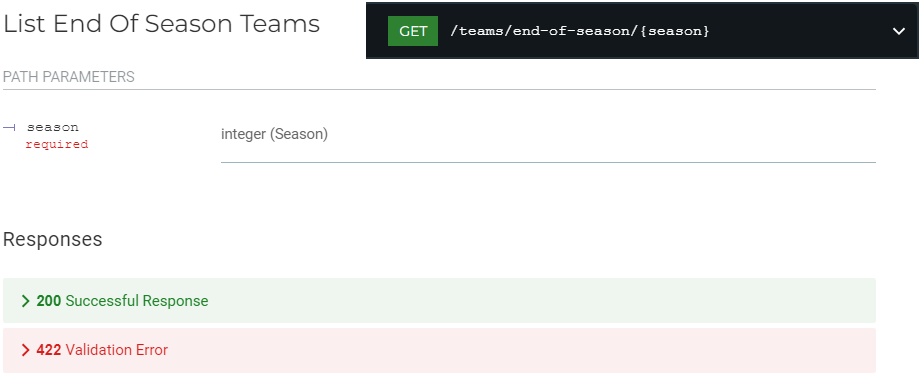 List End Of Season Teams
GET /teams/end-of-season/{season}
PATH PARAMETERS
season
required
integer (Season)
Responses
200 Successful Response
422 Validation Error